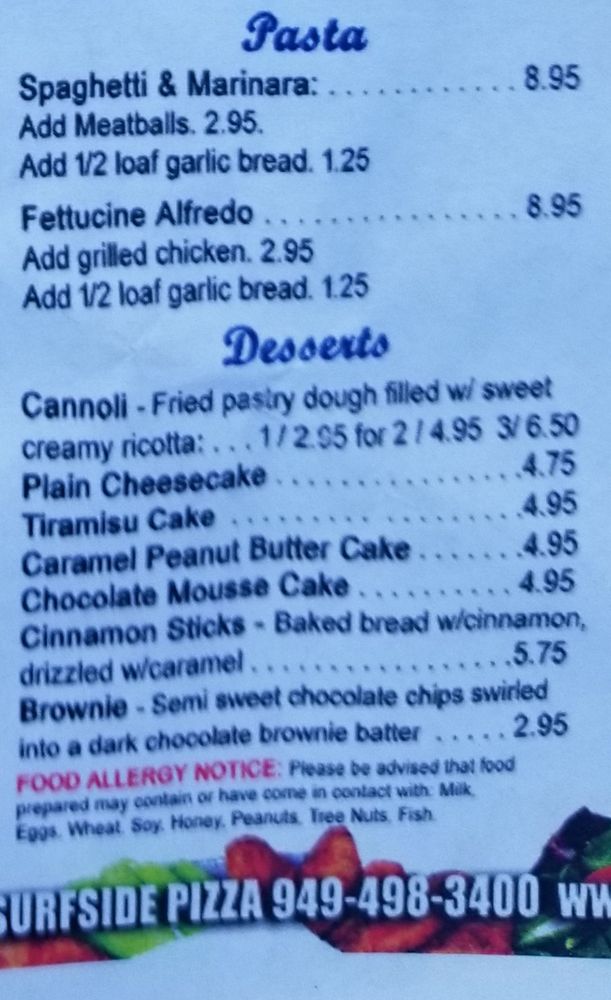 Pasta
Spaghetti & Marinara: . . . . . . . . . . . . 8.95
Add Meatballs. 2.95.
Add 1/2 loaf garlic bread. 1.25
Fettucine Alfredo . . . . . . . . . . . . . . . . 8.95
Add grilled chicken. 2.95
Add 1/2 loaf garlic bread. 1.25
Desserts
Cannoli - Fried pastry dough filled w/ sweet
creamy ricotta: . . . 1 / 2.95 for 2 / 4.95 3/ 6.50
Plain Cheesecake . . . . . . . . . . . . . . . .4.75
Tiramisu Cake . . . . . . . . . . . . . . . . . . .4.95
Caramel Peanut Butter Cake . . . . . . .4.95
Chocolate Mousse Cake . . . . . . . . . . 4.95
Cinnamon Sticks - Baked bread w/cinnamon,
drizzled w/caramel . . . . . . . . . . . . . . . . .5.75
Brownie - Semi sweet chocolate chips swirled
into a dark chocolate brownie batter . . . . . 2.95
FOOD ALLERGY NOTICE: Please be advised that food
prepared may contain or have come in contact with: Milk,
Eggs, Wheat, Soy, Honey, Peanuts, Tree Nuts, Fish.
SURFSIDE PIZZA 949-498-3400 ww